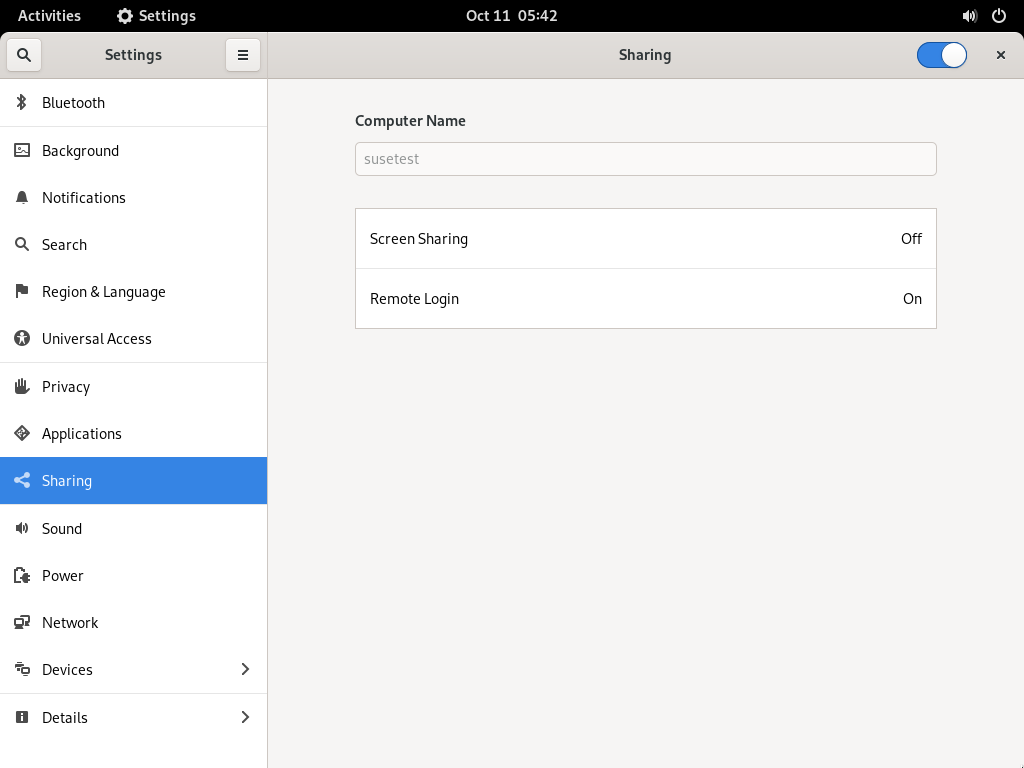 Activities Settings Oct 11 05:42
Settings Sharing
Bluetooth
Background
Notifications
Search
Region & Language
Universal Access
Privacy
Applications
Sharing
Sound
Power
Network
Devices
Details
Computer Name
susetest
Screen Sharing Off
Remote Login On